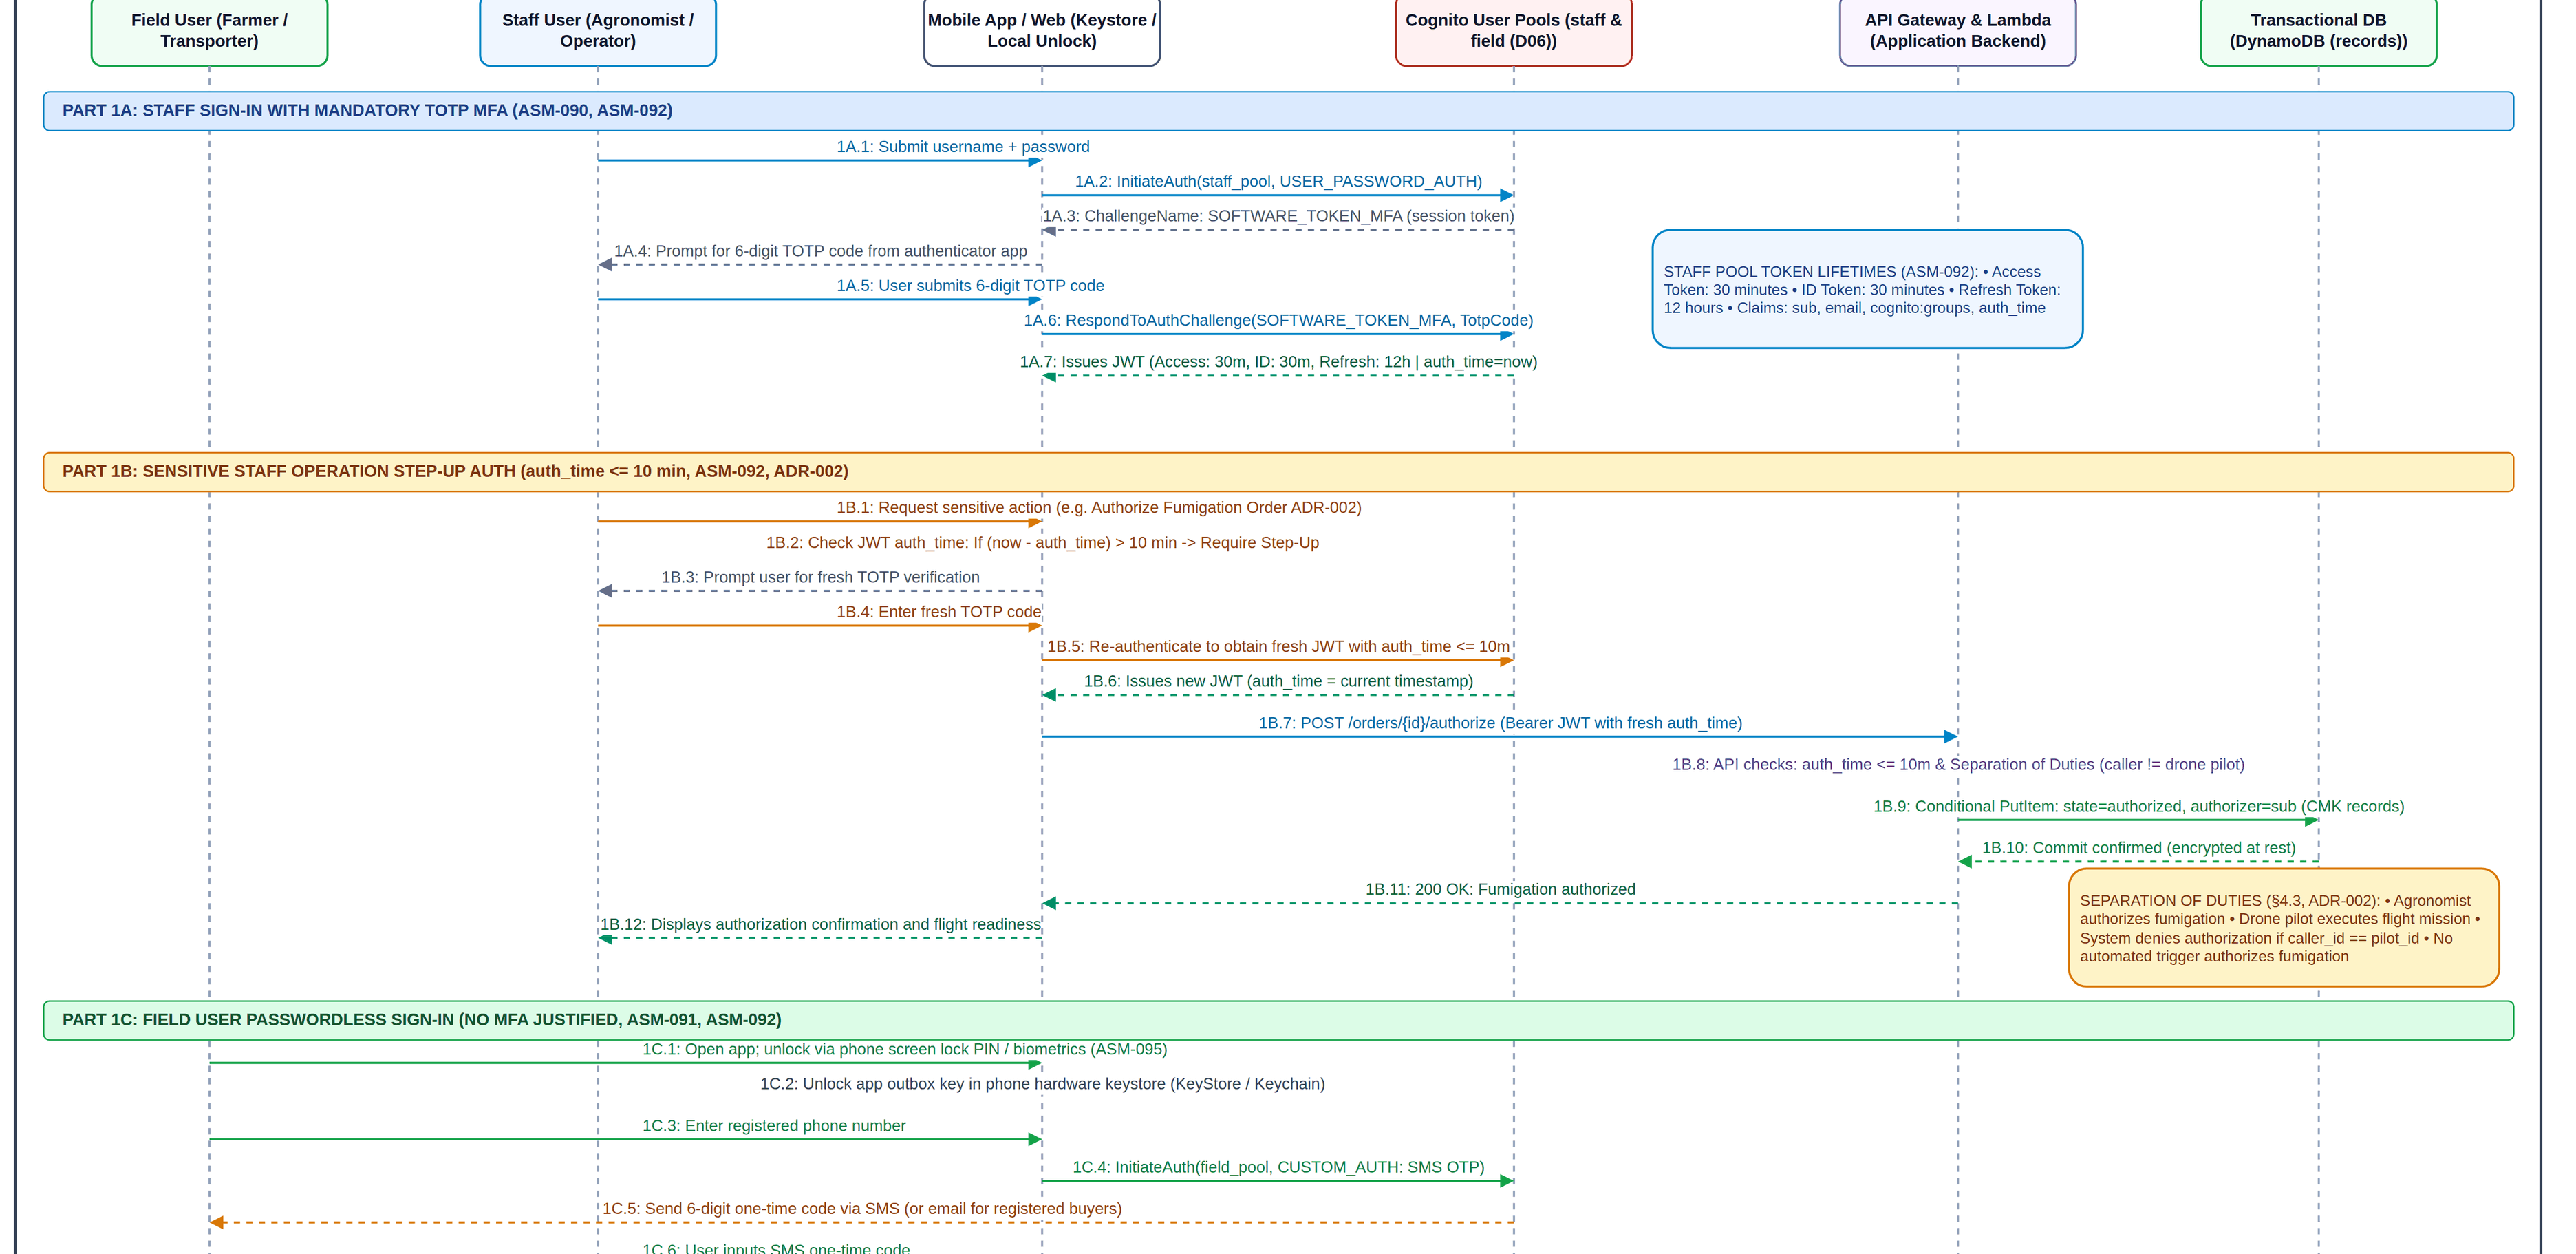 Field User (Farmer /
Transporter)
Staff User (Agronomist /
Operator)
Mobile App / Web (Keystore /
Local Unlock)
Cognito User Pools (staff &
field (D06))
API Gateway & Lambda
(Application Backend)
Transactional DB
(DynamoDB (records))
PART 1A: STAFF SIGN-IN WITH MANDATORY TOTP MFA (ASM-090, ASM-092)
1A.1: Submit username + password
1A.2: InitiateAuth(staff_pool, USER_PASSWORD_AUTH)
1A.3: ChallengeName: SOFTWARE_TOKEN_MFA (session token)
1A.4: Prompt for 6-digit TOTP code from authenticator app
1A.5: User submits 6-digit TOTP code
STAFF POOL TOKEN LIFETIMES (ASM-092): • Access
Token: 30 minutes • ID Token: 30 minutes • Refresh Token:
12 hours • Claims: sub, email, cognito:groups, auth_time
1A.6: RespondToAuthChallenge(SOFTWARE_TOKEN_MFA, TotpCode)
1A.7: Issues JWT (Access: 30m, ID: 30m, Refresh: 12h | auth_time=now)
PART 1B: SENSITIVE STAFF OPERATION STEP-UP AUTH (auth_time <= 10 min, ASM-092, ADR-002)
1B.1: Request sensitive action (e.g. Authorize Fumigation Order ADR-002)
1B.2: Check JWT auth_time: If (now - auth_time) > 10 min -> Require Step-Up
1B.3: Prompt user for fresh TOTP verification
1B.4: Enter fresh TOTP code
1B.5: Re-authenticate to obtain fresh JWT with auth_time <= 10m
1B.6: Issues new JWT (auth_time = current timestamp)
1B.7: POST /orders/{id}/authorize (Bearer JWT with fresh auth_time)
1B.8: API checks: auth_time <= 10m & Separation of Duties (caller != drone pilot)
1B.9: Conditional PutItem: state=authorized, authorizer=sub (CMK records)
1B.10: Commit confirmed (encrypted at rest)
1B.11: 200 OK: Fumigation authorized
1B.12: Displays authorization confirmation and flight readiness
SEPARATION OF DUTIES (§4.3, ADR-002): • Agronomist
authorizes fumigation • Drone pilot executes flight mission •
System denies authorization if caller_id == pilot_id • No
automated trigger authorizes fumigation
PART 1C: FIELD USER PASSWORDLESS SIGN-IN (NO MFA JUSTIFIED, ASM-091, ASM-092)
1C.1: Open app; unlock via phone screen lock PIN / biometrics (ASM-095)
1C.2: Unlock app outbox key in phone hardware keystore (KeyStore / Keychain)
1C.3: Enter registered phone number
1C.4: InitiateAuth(field_pool, CUSTOM_AUTH: SMS OTP)
1C.5: Send 6-digit one-time code via SMS (or email for registered buyers)
1C.6: User inputs SMS one-time code